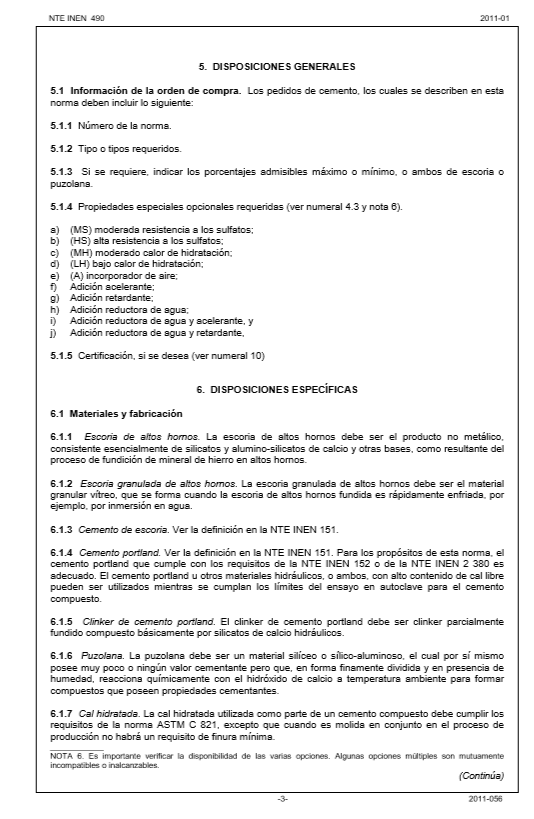 NTE INEN 490 2011-01
5. DISPOSICIONES GENERALES
5.1 Información de la orden de compra. Los pedidos de cemento, los cuales se describen en esta
norma deben incluir lo siguiente:
5.1.1 Número de la norma.
5.1.2 Tipo o tipos requeridos.
5.1.3 Si se requiere, indicar los porcentajes admisibles máximo o mínimo, o ambos de escoria o
puzolana.
5.1.4 Propiedades especiales opcionales requeridas (ver numeral 4.3 y nota 6).
a) (MS) moderada resistencia a los sulfatos;
b) (HS) alta resistencia a los sulfatos;
c) (MH) moderado calor de hidratación;
d) (LH) bajo calor de hidratación;
e) (A) incorporador de aire;
f) Adición acelerante;
g) Adición retardante;
h) Adición reductora de agua;
i) Adición reductora de agua y acelerante, y
j) Adición reductora de agua y retardante,
5.1.5 Certificación, si se desea (ver numeral 10)
6. DISPOSICIONES ESPECÍFICAS
6.1 Materiales y fabricación
6.1.1 Escoria de altos hornos. La escoria de altos hornos debe ser el producto no metálico,
consistente esencialmente de silicatos y alumino-silicatos de calcio y otras bases, como resultante del
proceso de fundición de mineral de hierro en altos hornos.
6.1.2 Escoria granulada de altos hornos. La escoria granulada de altos hornos debe ser el material
granular vítreo, que se forma cuando la escoria de altos hornos fundida es rápidamente enfriada, por
ejemplo, por inmersión en agua.
6.1.3 Cemento de escoria. Ver la definición en la NTE INEN 151.
6.1.4 Cemento portland. Ver la definición en la NTE INEN 151. Para los propósitos de esta norma, el
cemento portland que cumple con los requisitos de la NTE INEN 152 o de la NTE INEN 2 380 es
adecuado. El cemento portland u otros materiales hidráulicos, o ambos, con alto contenido de cal libre
pueden ser utilizados mientras se cumplan los límites del ensayo en autoclave para el cemento
compuesto.
6.1.5 Clinker de cemento portland. El clinker de cemento portland debe ser clinker parcialmente
fundido compuesto básicamente por silicatos de calcio hidráulicos.
6.1.6 Puzolana. La puzolana debe ser un material silíceo o sílico-aluminoso, el cual por sí mismo
posee muy poco o ningún valor cementante pero que, en forma finamente dividida y en presencia de
humedad, reacciona químicamente con el hidróxido de calcio a temperatura ambiente para formar
compuestos que poseen propiedades cementantes.
6.1.7 Cal hidratada. La cal hidratada utilizada como parte de un cemento compuesto debe cumplir los
requisitos de la norma ASTM C 821, excepto que cuando es molida en conjunto en el proceso de
producción no habrá un requisito de finura mínima.
NOTA 6. Es importante verificar la disponibilidad de las varias opciones. Algunas opciones múltiples son mutuamente
incompatibles o inalcanzables.
(Continúa)
-3- 2011-056